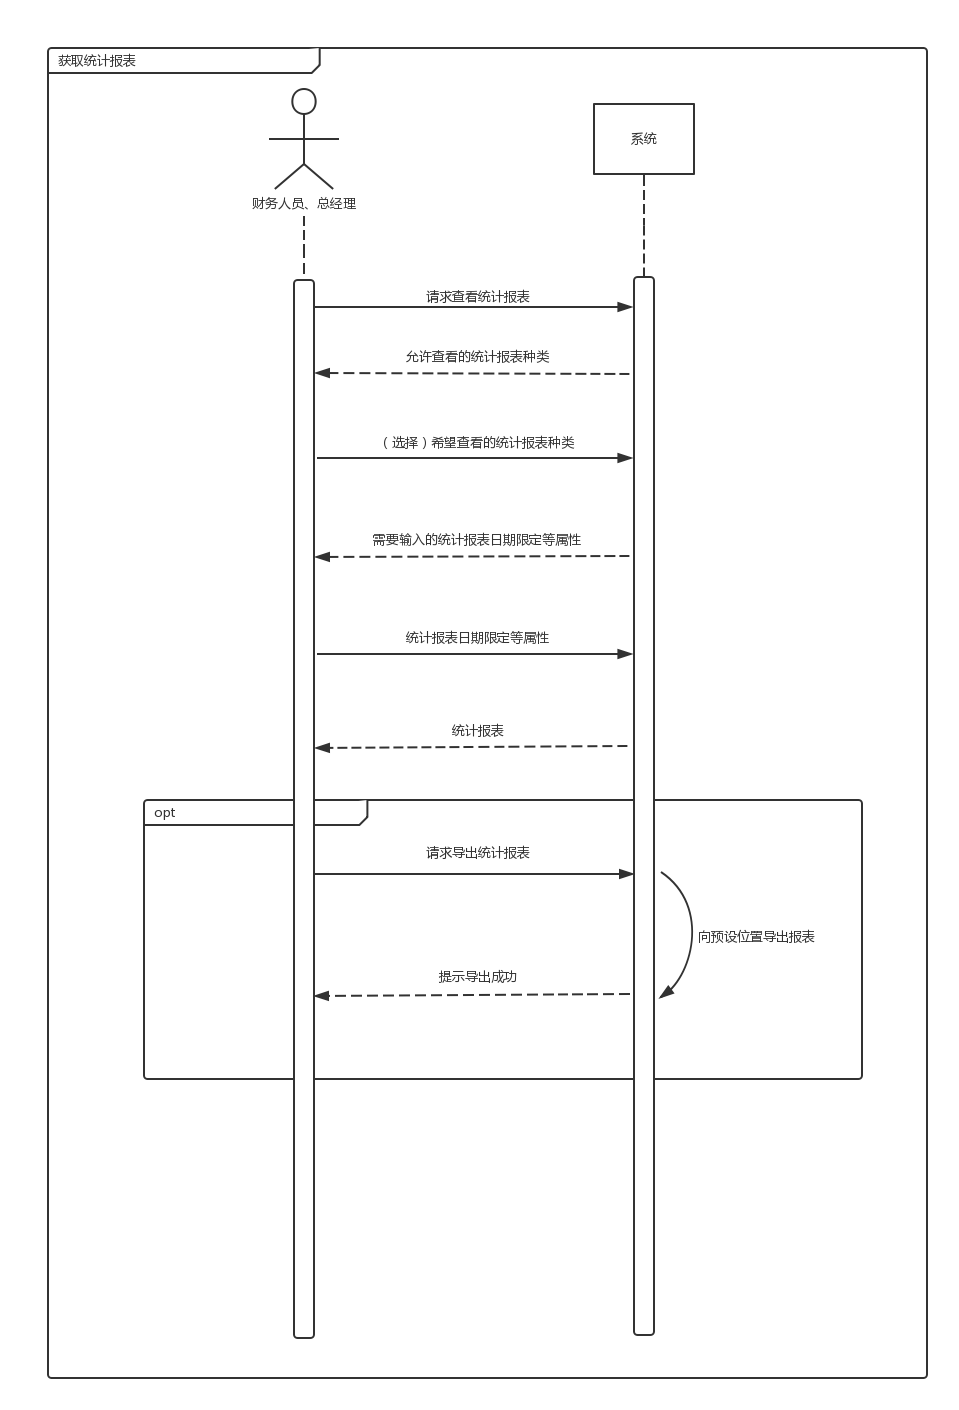 获取统计报表
系统
财务人员、总经理
请求查看统计报表
允许查看的统计报表种类
（选择）希望查看的统计报表种类
需要输入的统计报表日期限定等属性
统计报表日期限定等属性
统计报表
opt
请求导出统计报表
向预设位置导出报表
提示导出成功